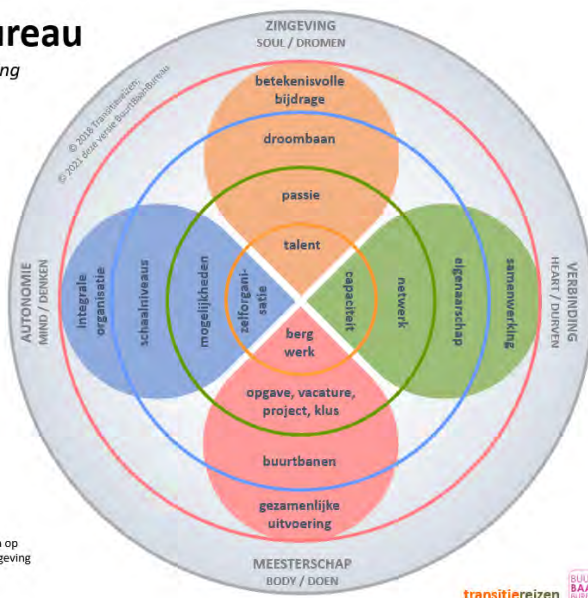 ureau
ng
© 2018 Transitiereizen;
© 2021 deze versie BuurtBaanBureau
ZINGEVING
SOUL / DROMEN
betekenisvolle
bijdrage
droombaan
passie
talent
AUTONOMIE
MIND / DENKEN
integrale
organisatie
schaalniveaus
mogelijkheden
zelforgani-
satie
capaciteit
netwerk
eigenaarschap
samenwerking
VERBINDING
HEART / DURVEN
berg
werk
opgave, vacature,
project, klus
buurtbanen
gezamenlijke
uitvoering
MEESTERSCHAP
BODY / DOEN
op
geving
transitiereizen
BUU
BAA